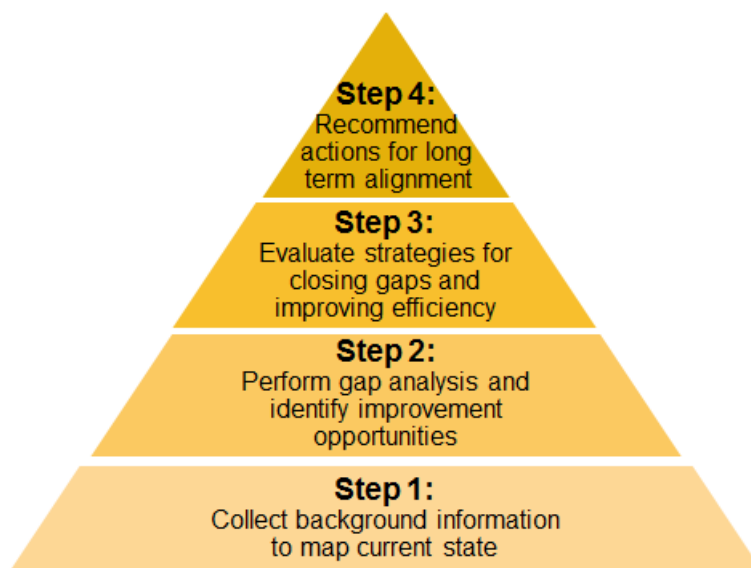 Step 4:
Recommend
actions for long
term alignment
Step 3:
Evaluate strategies for
closing gaps and
improving efficiency
Step 2:
Perform gap analysis and
identify improvement
opportunities
Step 1:
Collect background information
to map current state